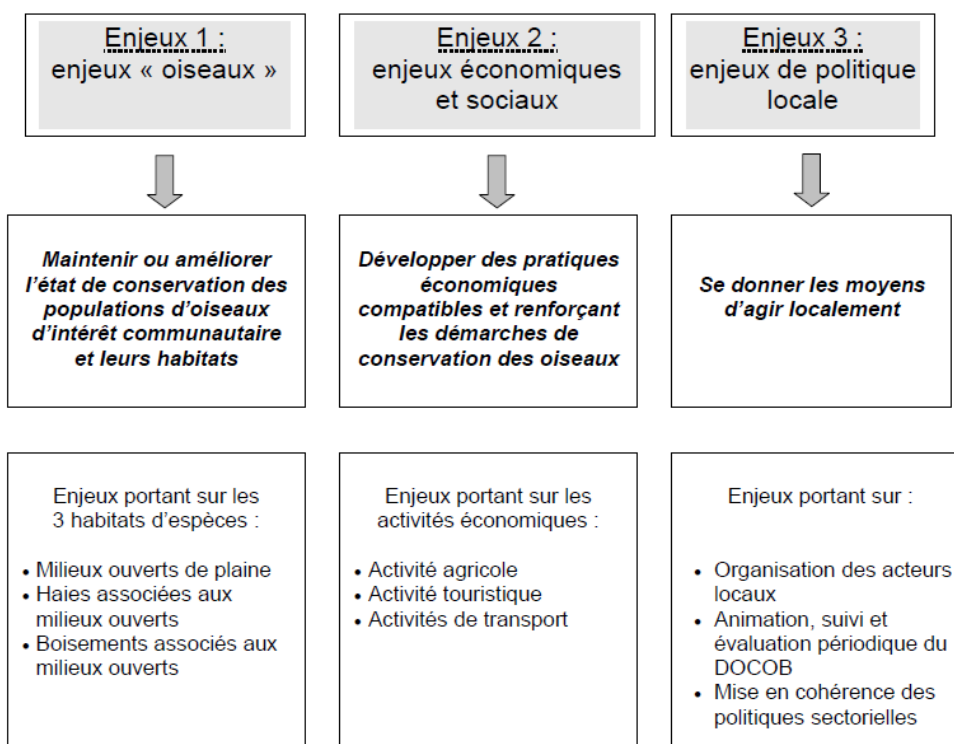 Enjeux 1 :
enjeux « oiseaux »
Enjeux 2 :
enjeux économiques
et sociaux
Enjeux 3 :
enjeux de politique
locale
Maintenir ou améliorer
l'état de conservation des
populations d'oiseaux
d'intérêt communautaire
et leurs habitats
Développer des pratiques
économiques
compatibles et renforçant
les démarches de
conservation des oiseaux
Se donner les moyens
d'agir localement
Enjeux portant sur les
3 habitats d'espèces :
• Milieux ouverts de plaine
• Haies associées aux
milieux ouverts
• Boisements associés aux
milieux ouverts
Enjeux portant sur les
activités économiques :
• Activité agricole
• Activité touristique
• Activités de transport
Enjeux portant sur :
• Organisation des acteurs
locaux
• Animation, suivi et
évaluation périodique du
DOCOB
• Mise en cohérence des
politiques sectorielles